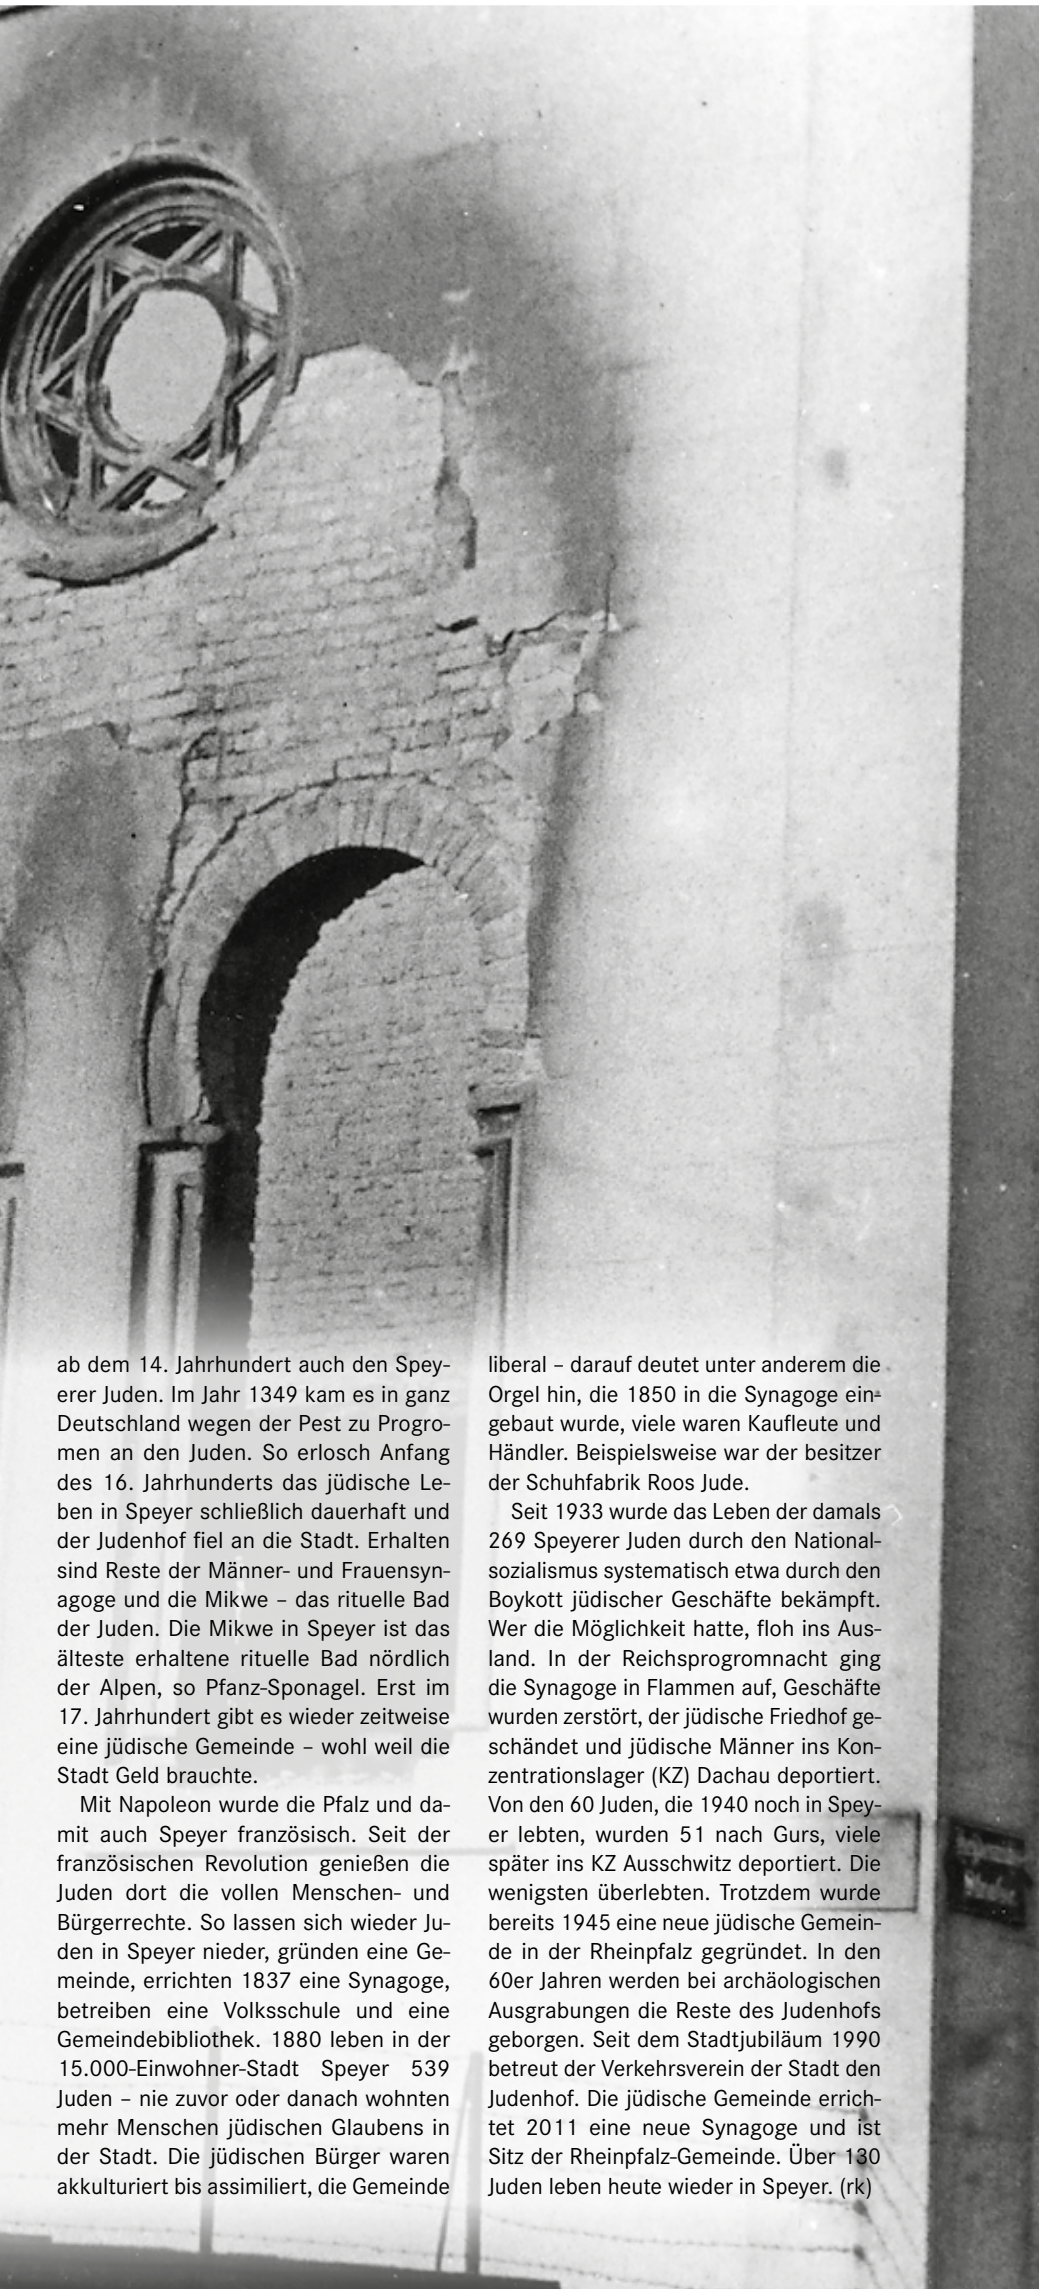 ab dem 14. Jahrhundert auch den Spey-
erer Juden. Im Jahr 1349 kam es in ganz
Deutschland wegen der Pest zu Progro-
men an den Juden. So erlosch Anfang
des 16. Jahrhunderts das jüdische Le-
ben in Speyer schließlich dauerhaft und
der Judenhof fiel an die Stadt. Erhalten
sind Reste der Männer- und Frauensyn-
agoge und die Mikwe – das rituelle Bad
der Juden. Die Mikwe in Speyer ist das
älteste erhaltene rituelle Bad nördlich
der Alpen, so Pfanz-Sponagel. Erst im
17. Jahrhundert gibt es wieder zeitweise
eine jüdische Gemeinde – wohl weil die
Stadt Geld brauchte.
Mit Napoleon wurde die Pfalz und da-
mit auch Speyer französisch. Seit der
französischen Revolution genießen die
Juden dort die vollen Menschen- und
Bürgerrechte. So lassen sich wieder Ju-
den in Speyer nieder, gründen eine Ge-
meinde, errichten 1837 eine Synagoge,
betreiben eine Volksschule und eine
Gemeindebibliothek. 1880 leben in der
15.000-Einwohner-Stadt Speyer 539
Juden – nie zuvor oder danach wohnten
mehr Menschen jüdischen Glaubens in
der Stadt. Die jüdischen Bürger waren
akkulturiert bis assimiliert, die Gemeinde
liberal – darauf deutet unter anderem die
Orgel hin, die 1850 in die Synagoge ein-
gebaut wurde, viele waren Kaufleute und
Händler. Beispielsweise war der besitzer
der Schuhfabrik Roos Jude.
Seit 1933 wurde das Leben der damals
269 Speyerer Juden durch den National-
sozialismus systematisch etwa durch den
Boykott jüdischer Geschäfte bekämpft.
Wer die Möglichkeit hatte, floh ins Aus-
land. In der Reichsprogromnacht ging
die Synagoge in Flammen auf, Geschäfte
wurden zerstört, der jüdische Friedhof ge-
schändet und jüdische Männer ins Kon-
zentrationslager (KZ) Dachau deportiert.
Von den 60 Juden, die 1940 noch in Spey-
er lebten, wurden 51 nach Gurs, viele
später ins KZ Ausschwitz deportiert. Die
wenigsten überlebten. Trotzdem wurde
bereits 1945 eine neue jüdische Gemein-
de in der Rheinpfalz gegründet. In den
60er Jahren werden bei archäologischen
Ausgrabungen die Reste des Judenhofs
geborgen. Seit dem Stadtjubiläum 1990
betreut der Verkehrsverein der Stadt den
Judenhof. Die jüdische Gemeinde errich-
tet 2011 eine neue Synagoge und ist
Sitz der Rheinpfalz-Gemeinde. Über 130
Juden leben heute wieder in Speyer. (rk)